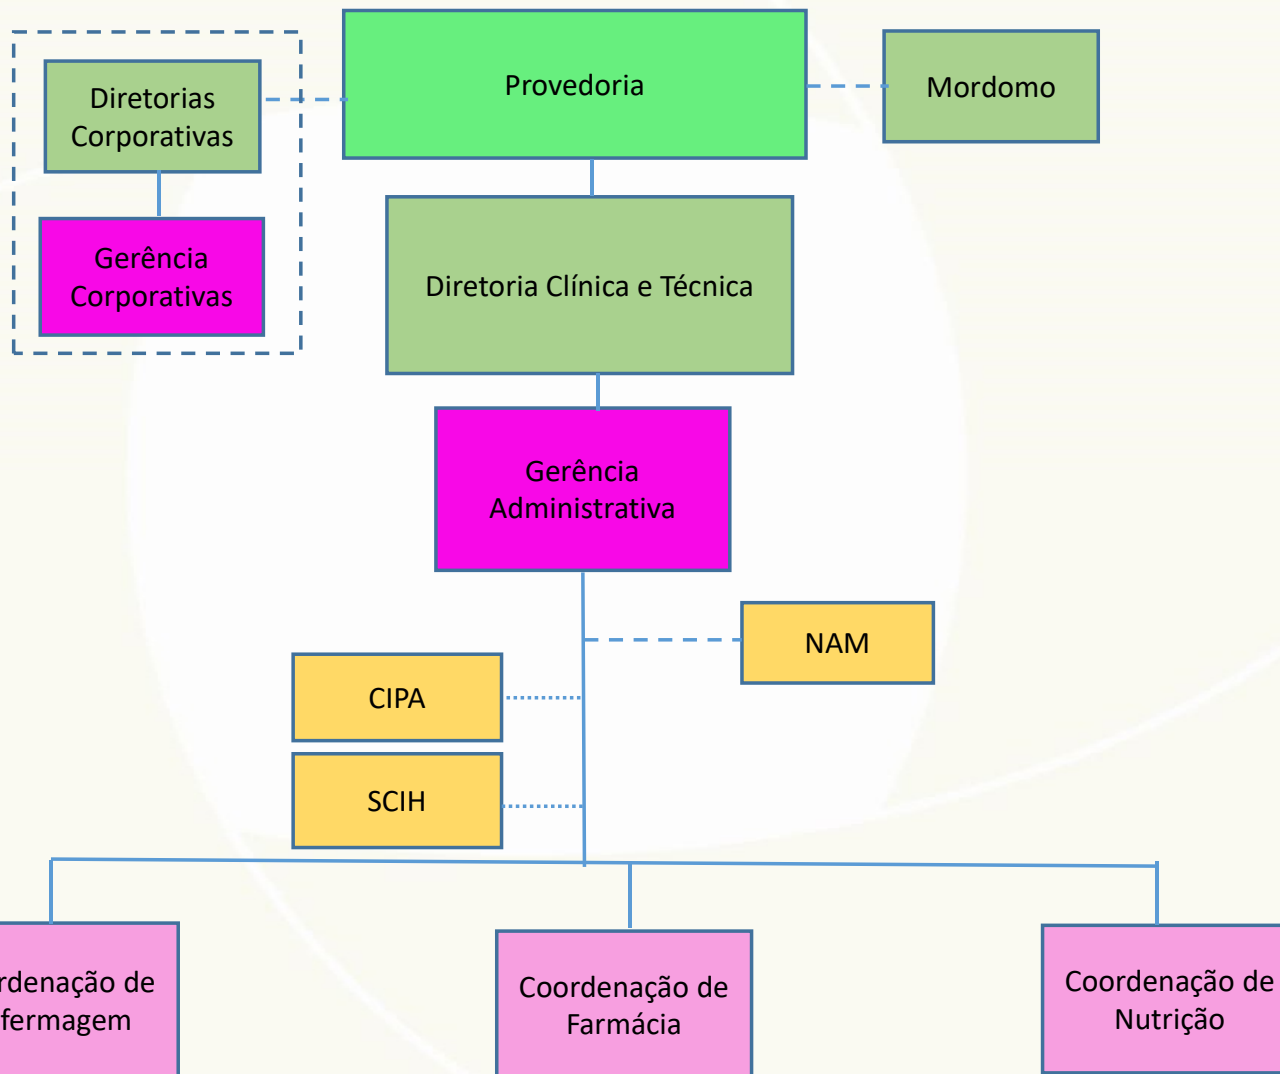 Provedoria
Mordomo
Diretorias
Corporativas
Gerência
Corporativas
Diretoria Clínica e Técnica
Gerência
Administrativa
NAM
CIPA
SCIH
rdenação de
fermagem
Coordenação de
Farmácia
Coordenação de
Nutrição